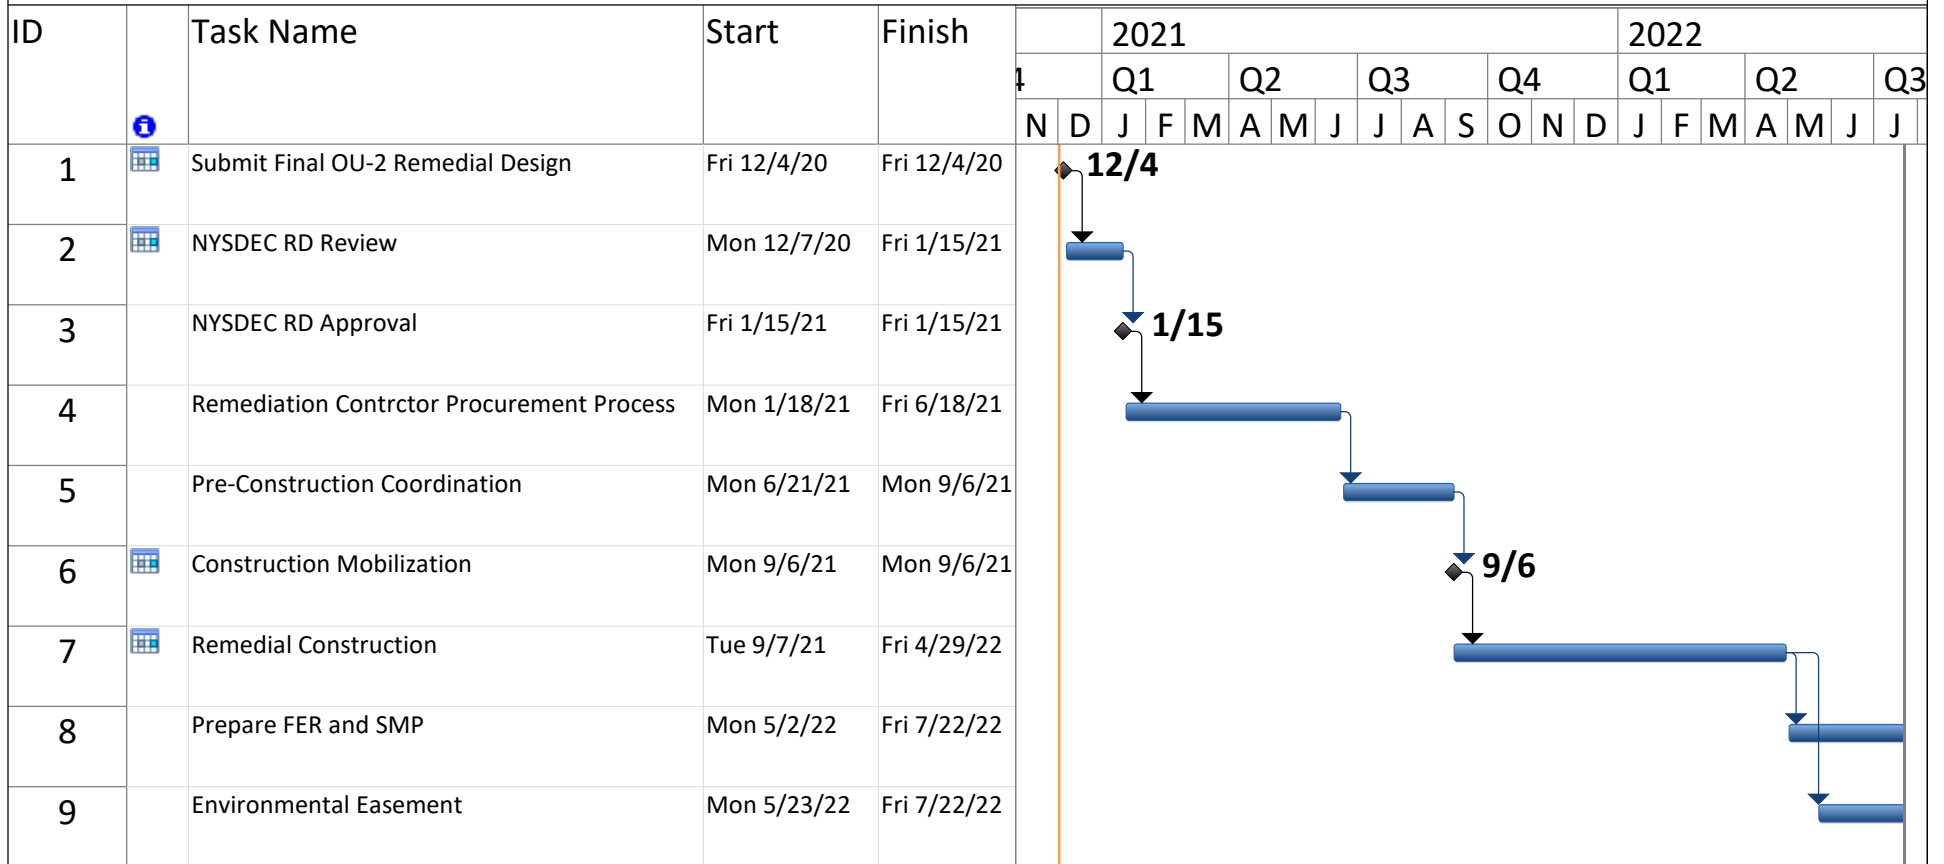 ID Task Name Start Finish 2021 2022
4 Q1 Q2 Q3 Q4 Q1 Q2 Q3
N D J F M A M J J A S O N D J F M A M J J
1 Submit Final OU-2 Remedial Design Fri 12/4/20 Fri 12/4/20 12/4
2 NYSDEC RD Review Mon 12/7/20 Fri 1/15/21
3 NYSDEC RD Approval Fri 1/15/21 Fri 1/15/21 1/15
4 Remediation Contrctor Procurement Process Mon 1/18/21 Fri 6/18/21
5 Pre-Construction Coordination Mon 6/21/21 Mon 9/6/21
6 Construction Mobilization Mon 9/6/21 Mon 9/6/21 9/6
7 Remedial Construction Tue 9/7/21 Fri 4/29/22
8 Prepare FER and SMP Mon 5/2/22 Fri 7/22/22
9 Environmental Easement Mon 5/23/22 Fri 7/22/22